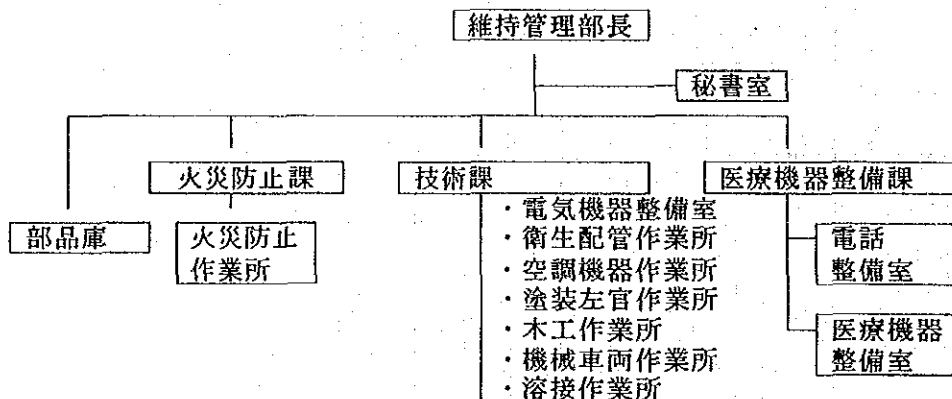 維持管理部長
秘書室
火災防止課
技術課
医療機器整備課
部品庫
火災防止
作業所
・電気機器整備室
・衛生配管作業所
・空調機器作業所
・塗装左官作業所
・木工作業所
・機械車両作業所
・溶接作業所
電話
整備室
医療機器
整備室